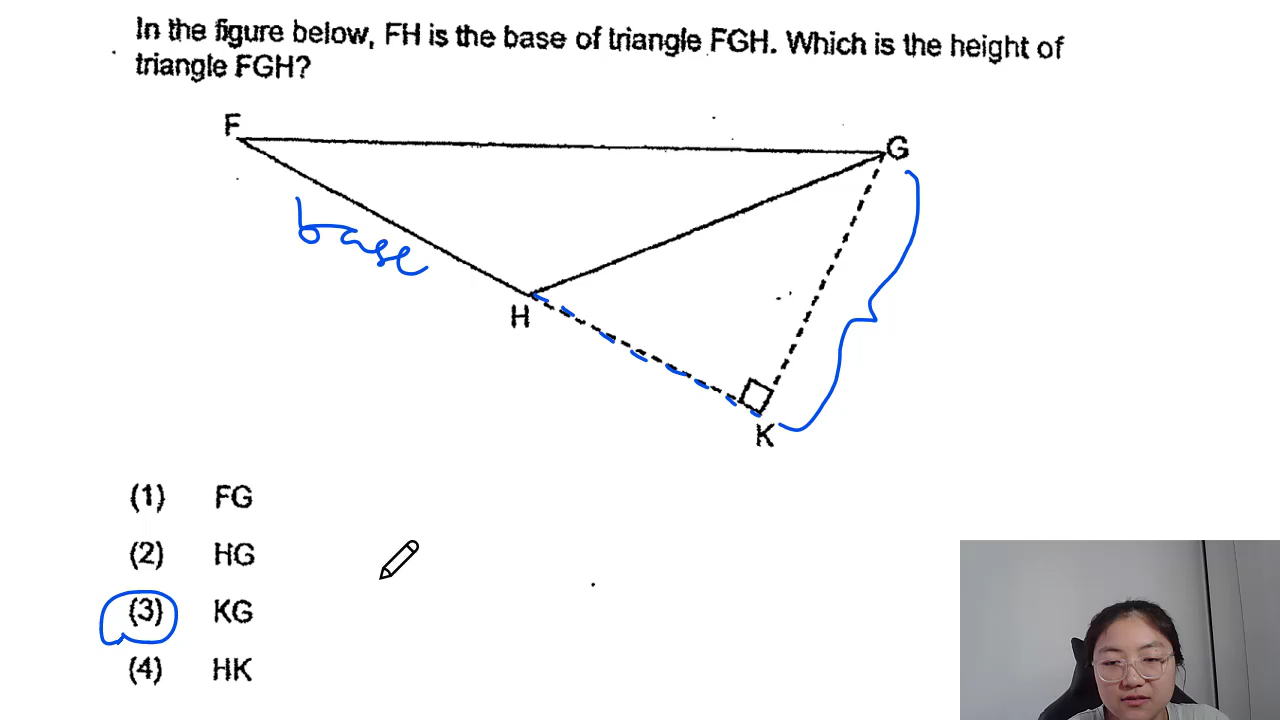 In the figure below, FH is the base of triangle FGH. Which is the height of
triangle FGH?
F
G
base
H
K
(1) FG
(2) HG
(3) KG
(4) HK